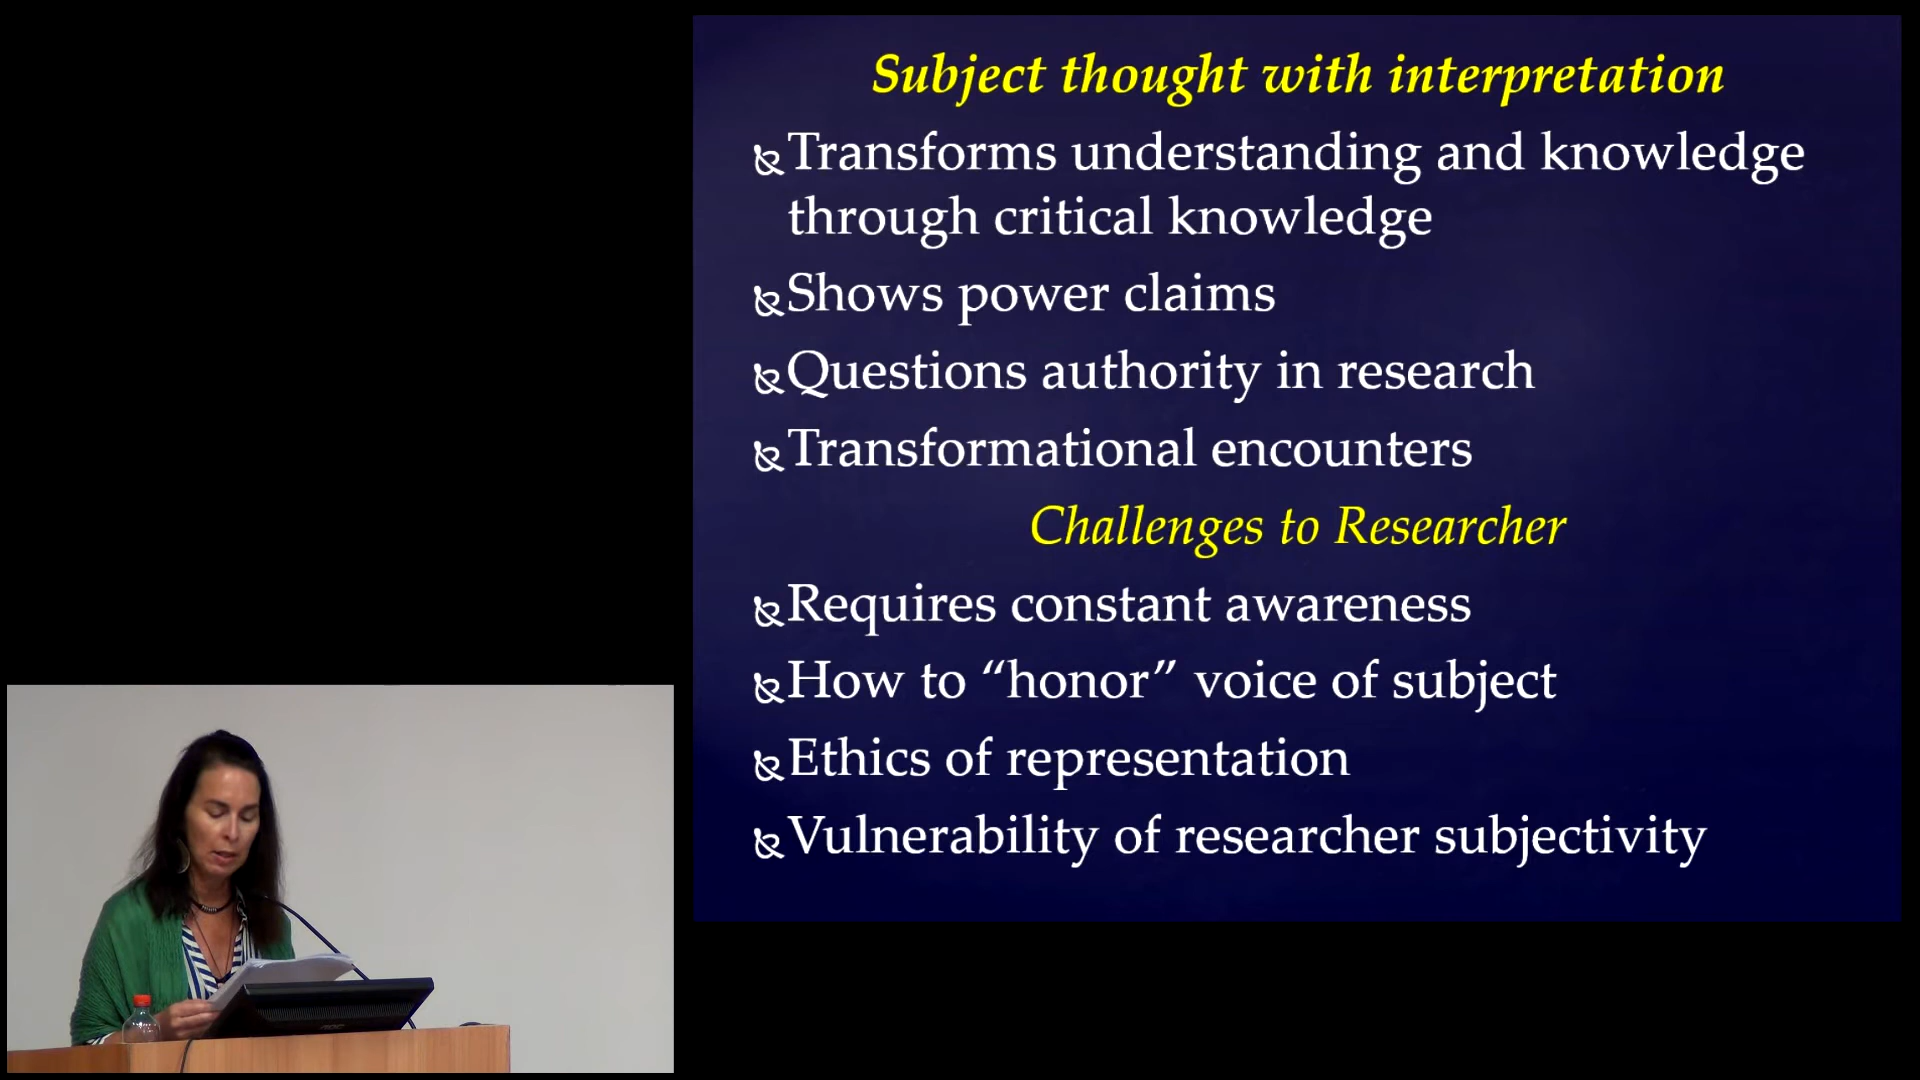 Subject thought with interpretation
Transforms understanding and knowledge
through critical knowledge
Shows power claims
Questions authority in research
Transformational encounters
Challenges to Researcher
Requires constant awareness
How to “honor” voice of subject
Ethics of representation
Vulnerability of researcher subjectivity